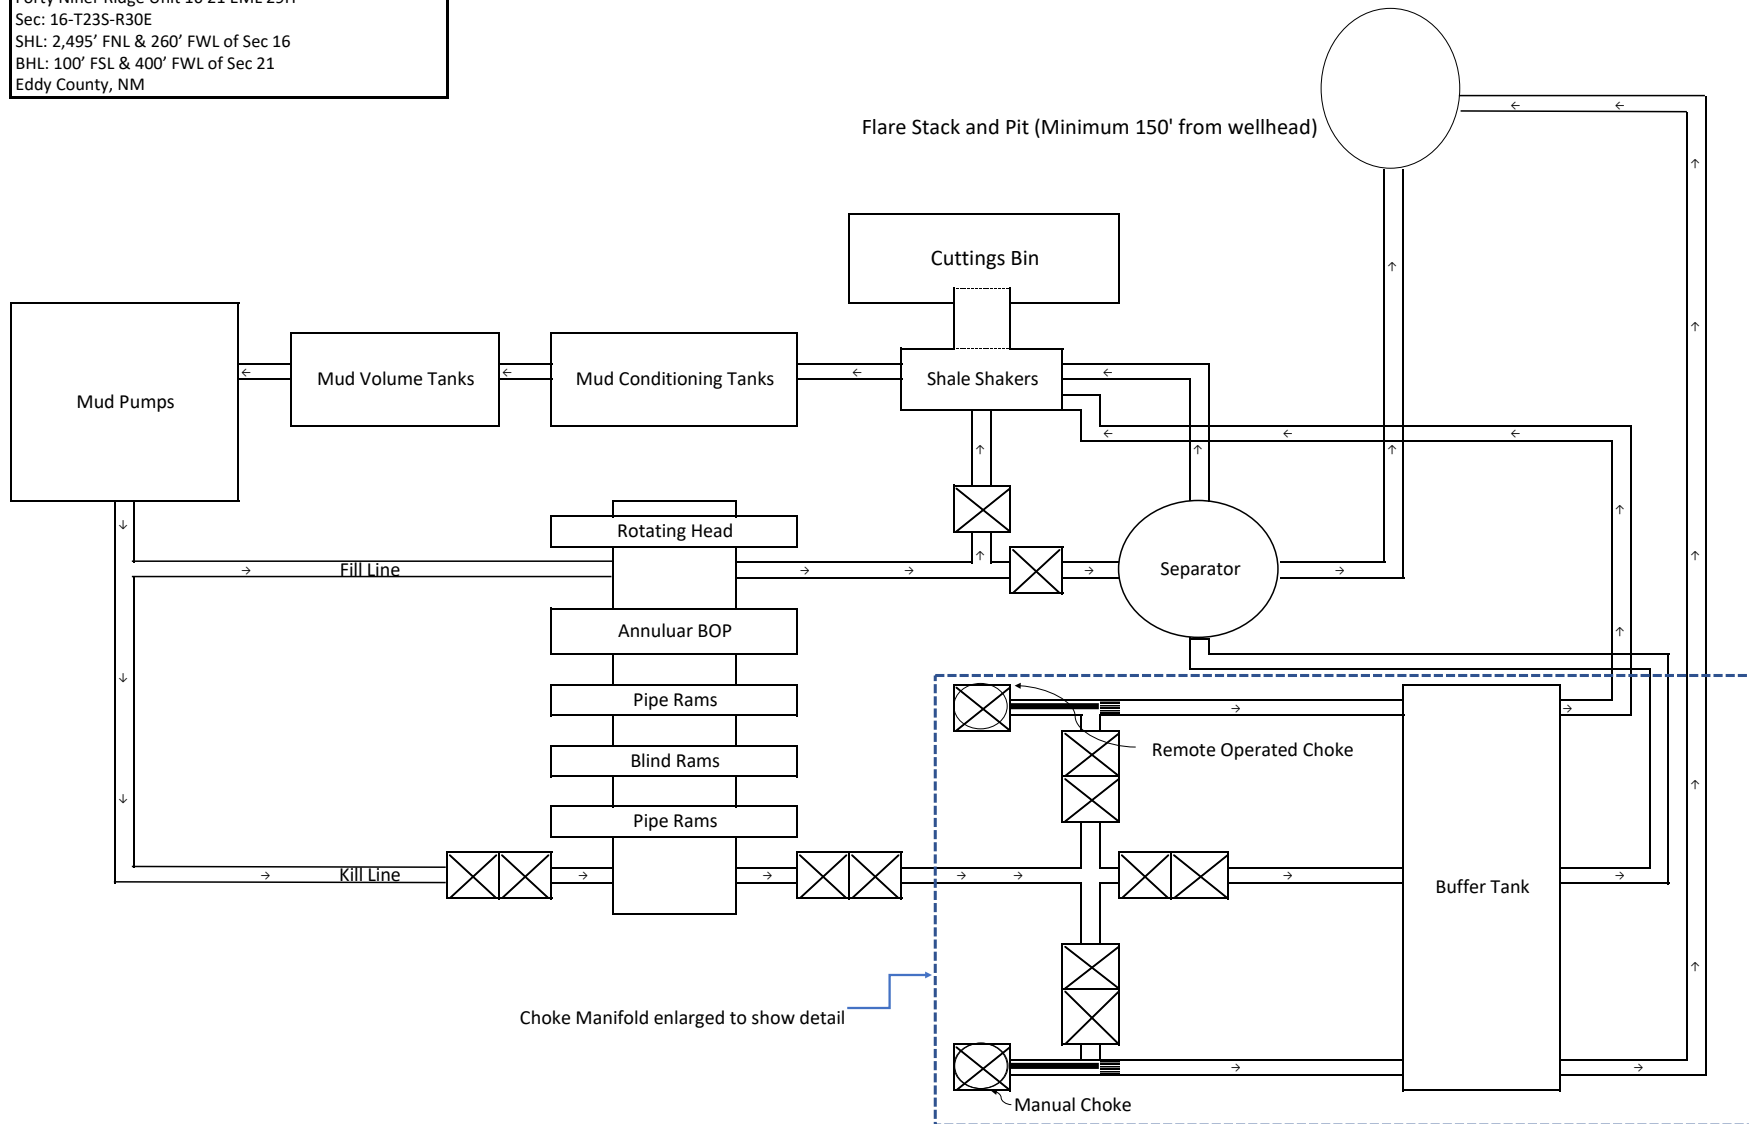 Sec: 16-T23S-R30E
SHL: 2,495' FNL & 260' FWL of Sec 16
BHL: 100' FSL & 400' FWL of Sec 21
Eddy County, NM
Flare Stack and Pit (Minimum 150' from wellhead)
Cuttings Bin
Mud Pumps
Mud Volume Tanks
Mud Conditioning Tanks
Shale Shakers
Rotating Head
Fill Line
Separator
Annuluar BOP
Pipe Rams
Remote Operated Choke
Blind Rams
Pipe Rams
Kill Line
Buffer Tank
Choke Manifold enlarged to show detail
Manual Choke